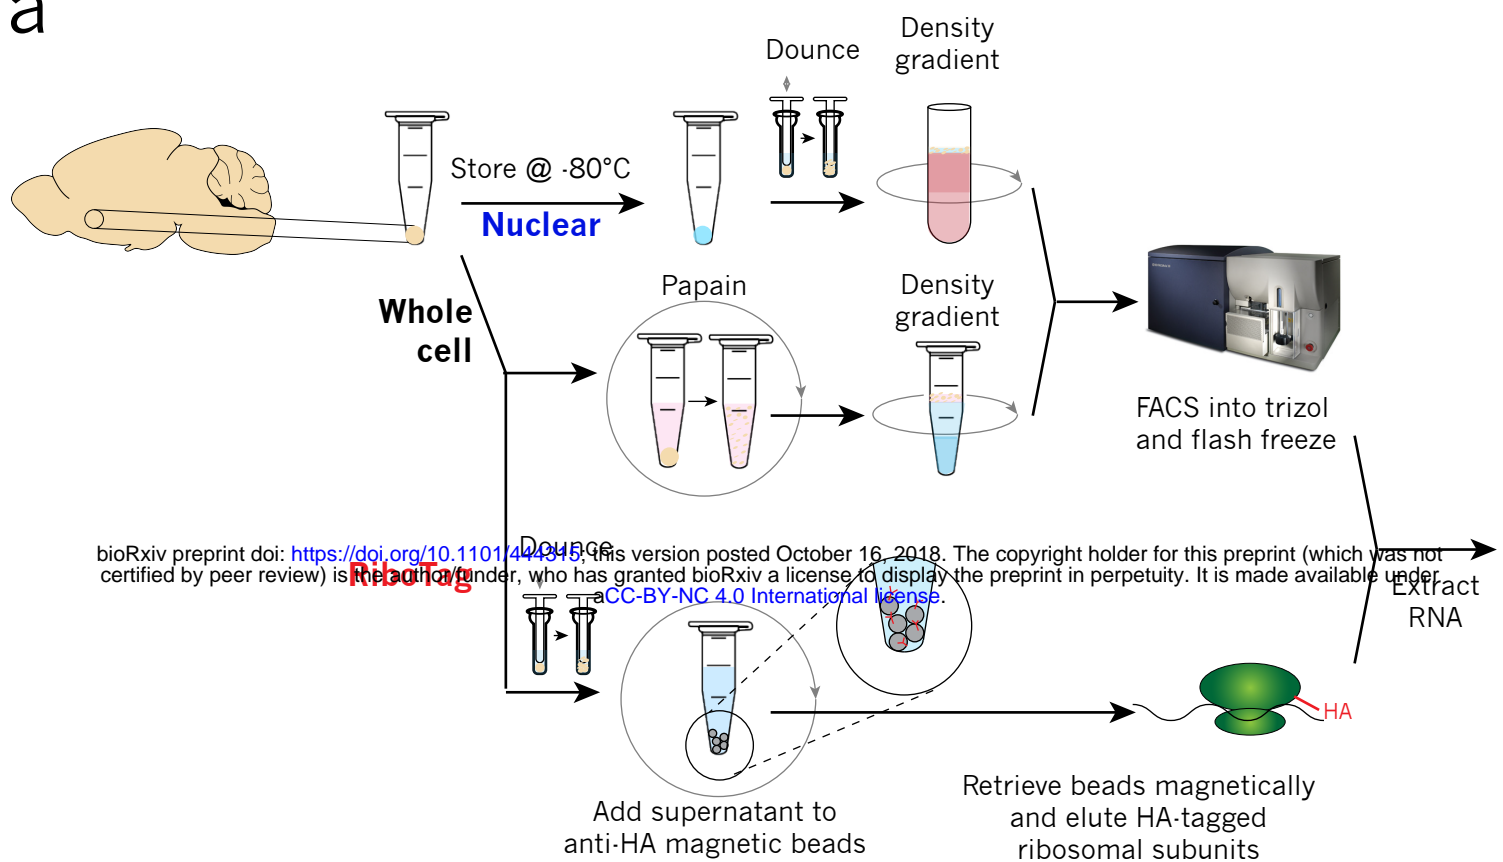 a
Dounce
Density
gradient
Store @ -80°C
Nuclear
Whole
cell
Papain
Density
gradient
FACS into trizol
and flash freeze
Dounce
bioRxiv preprint doi: https://doi.org/10.1101/444315; this version posted October 16, 2018. The copyright holder for this preprint (which was not
certified by peer review) is the author/funder, who has granted bioRxiv a license to display the preprint in perpetuity. It is made available under
aCC-BY-NC 4.0 International license.
RiboTag
Extract
RNA
HA
Add supernatant to
anti-HA magnetic beads
Retrieve beads magnetically
and elute HA-tagged
ribosomal subunits